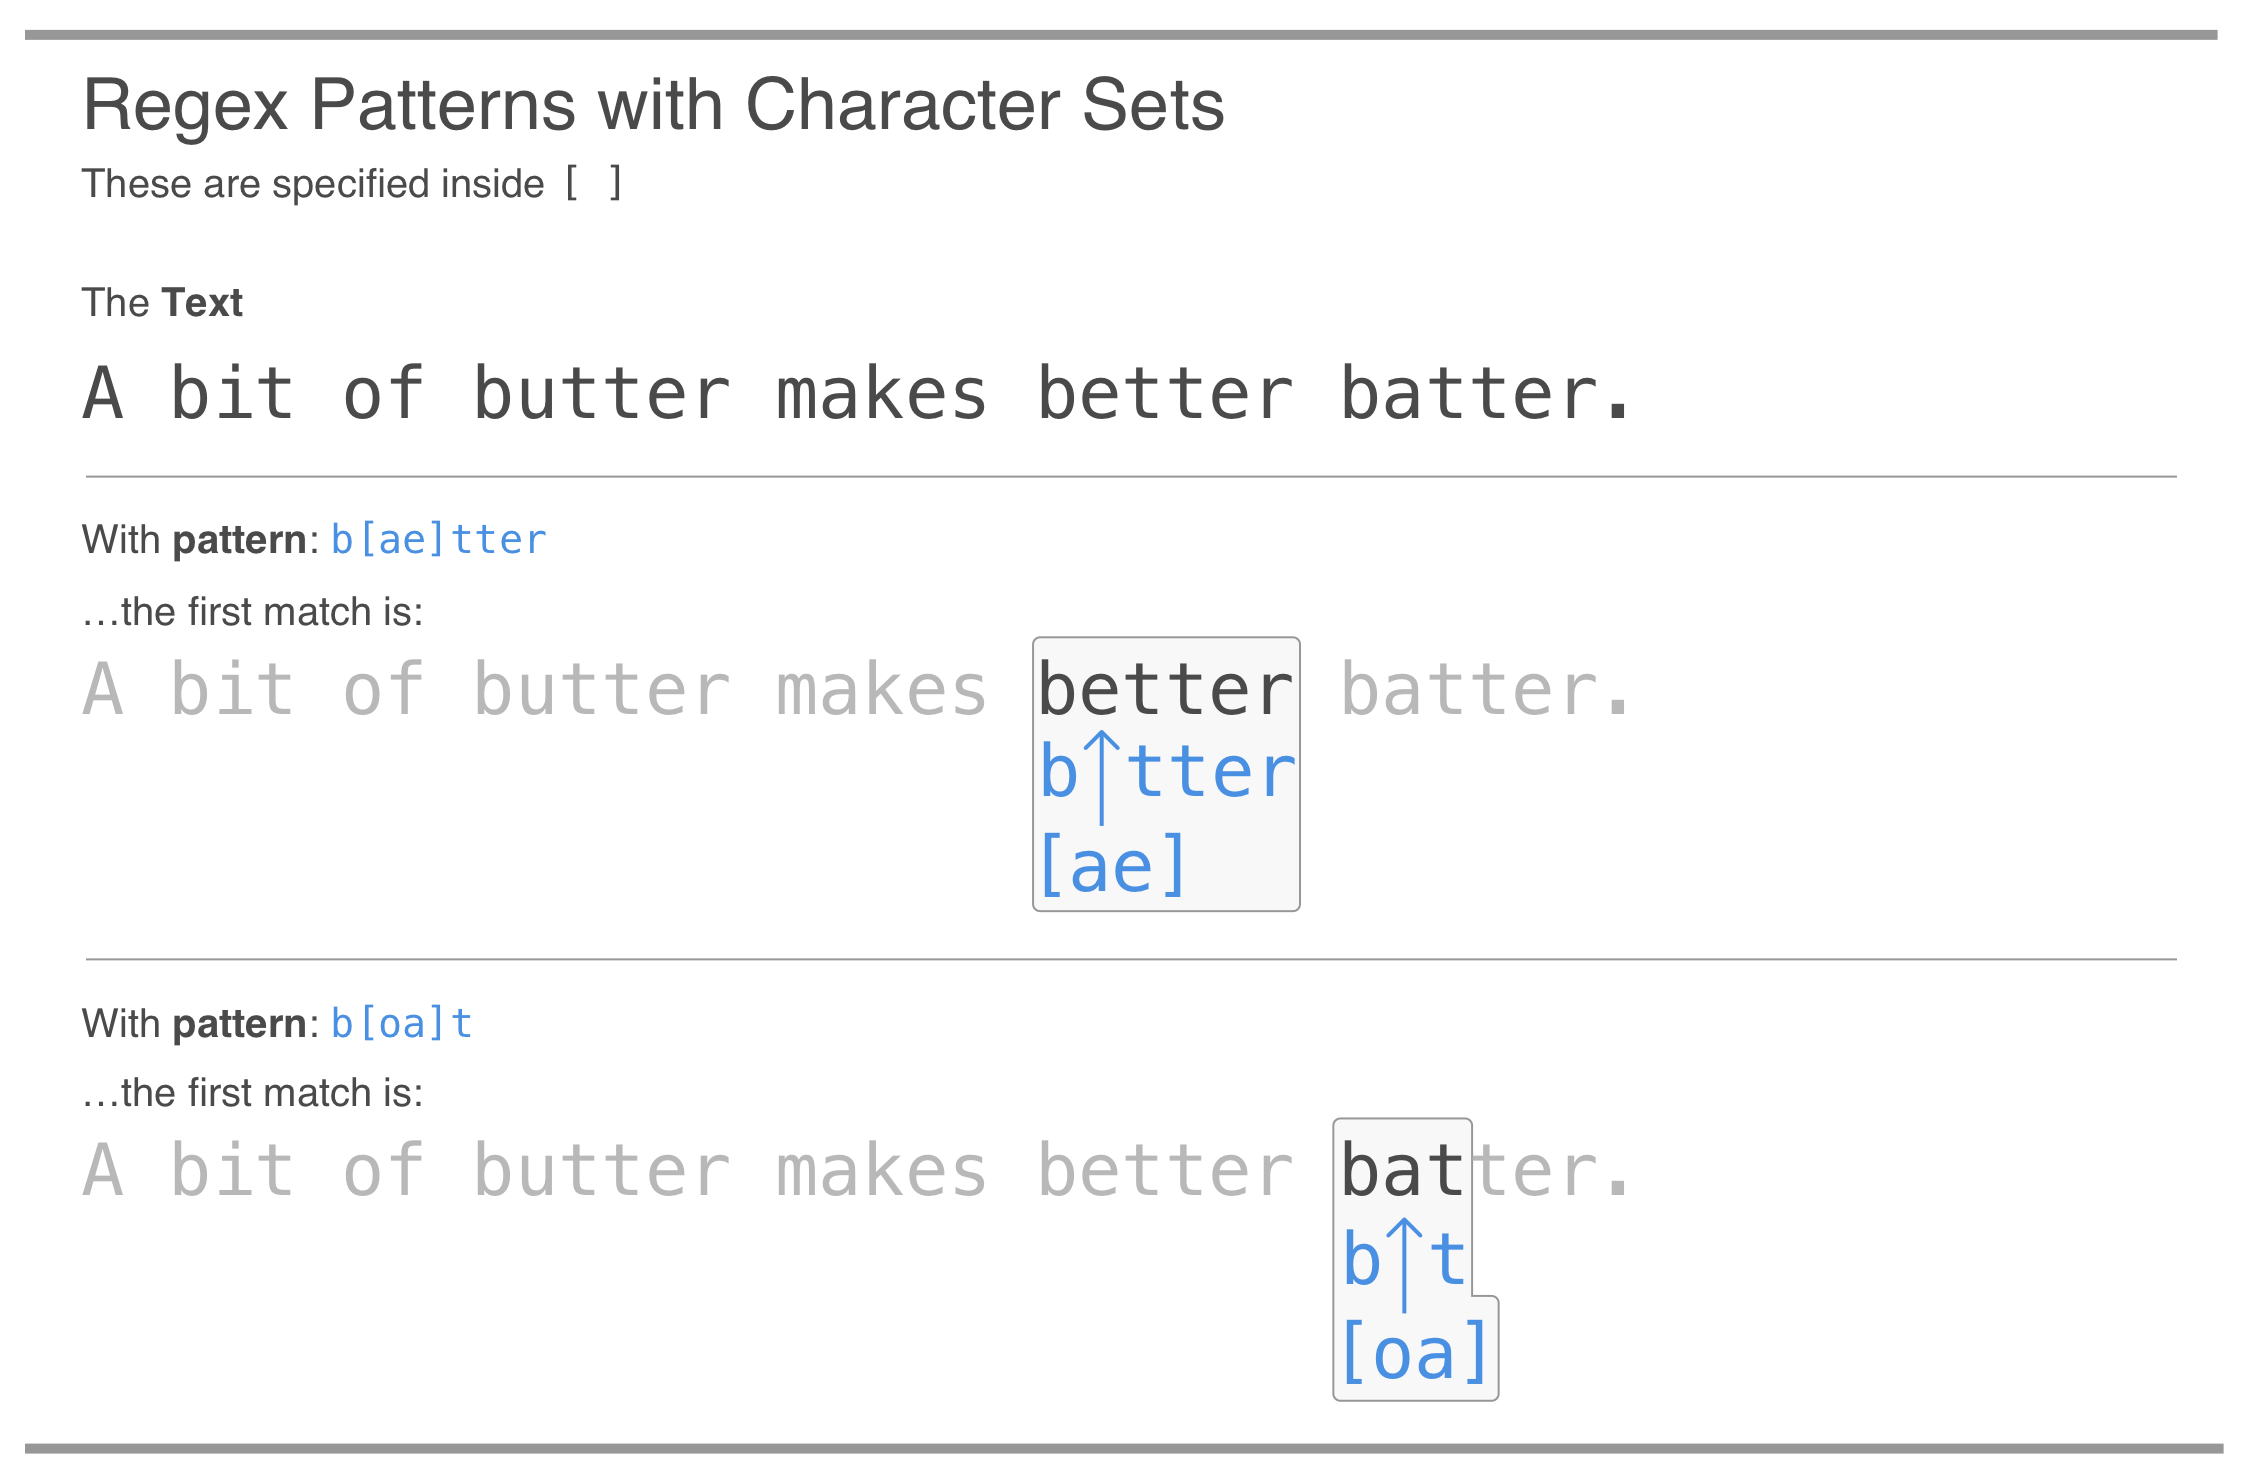 Regex Patterns with Character Sets
These are specified inside [ ]
The Text
A bit of butter makes better batter.
With pattern: b[ae]tter
…the first match is:
A bit of butter makes better batter.
b↑tter
[ae]
With pattern: b[oa]t
…the first match is:
A bit of butter makes better batter.
b↑t
[oa]